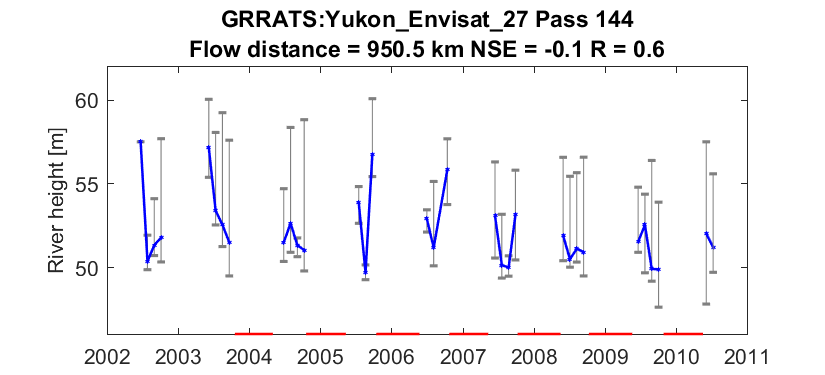 GRRATS:Yukon_Envisat_27 Pass 144
Flow distance = 950.5 km NSE = -0.1 R = 0.6
River height [m]
60
55
50
2002 2003 2004 2005 2006 2007 2008 2009 2010 2011